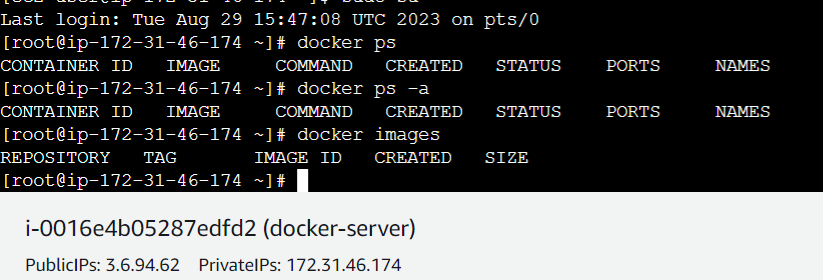 Last login: Tue Aug 29 15:47:08 UTC 2023 on pts/0
[root@ip-172-31-46-174 ~]# docker ps
CONTAINER ID   IMAGE     COMMAND   CREATED   STATUS    PORTS     NAMES
[root@ip-172-31-46-174 ~]# docker ps -a
CONTAINER ID   IMAGE     COMMAND   CREATED   STATUS    PORTS     NAMES
[root@ip-172-31-46-174 ~]# docker images
REPOSITORY   TAG       IMAGE ID   CREATED   SIZE
[root@ip-172-31-46-174 ~]#
i-0016e4b05287edfd2 (docker-server)
PublicIPs: 3.6.94.62   PrivateIPs: 172.31.46.174